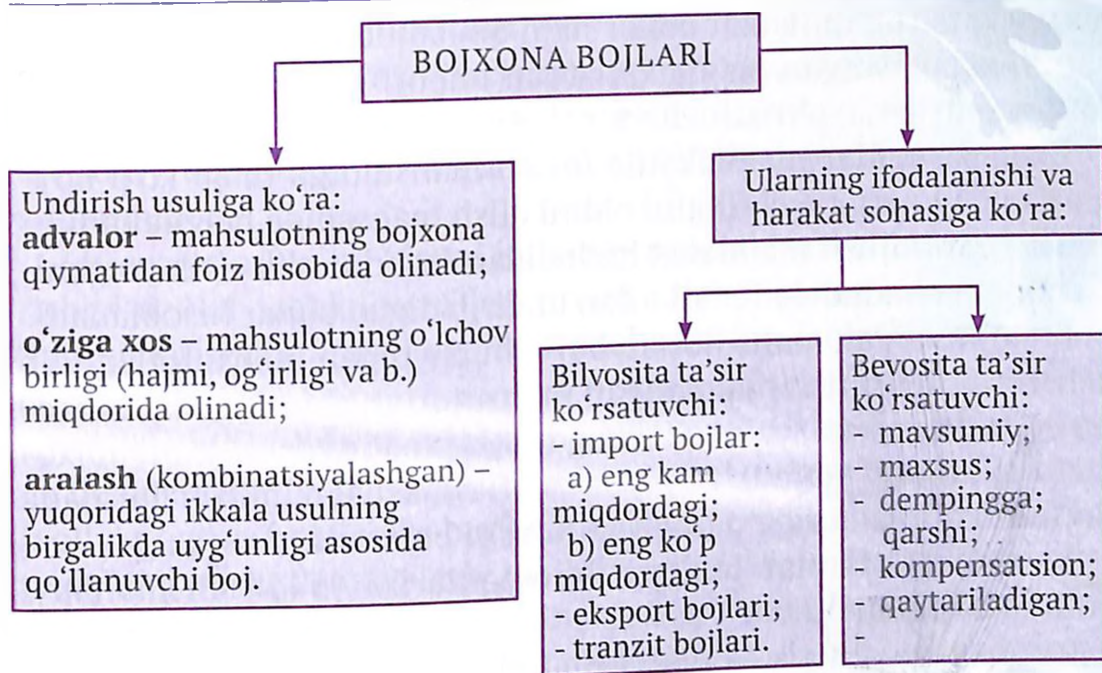 BOJXONA BOJLARI
Undirish usuliga ko‘ra:
advalor – mahsulotning bojxona
qiymatidan foiz hisobida olinadi;
o‘ziga xos – mahsulotning o‘lchov
birligi (hajmi, og‘irligi va b.)
miqdorida olinadi;
aralash (kombinatsiyalashgan) –
yuqoridagi ikkala usulning
birgalikda uyg‘unligi asosida
qo‘llanuvchi boj.
Ularning ifodalanishi va
harakat sohasiga ko‘ra:
Bilvosita ta’sir
ko‘rsatuvchi:
- import bojlar:
a) eng kam
miqdordagi;
b) eng ko‘p
miqdordagi;
- eksport bojlari;
- tranzit bojlari.
Bevosita ta’sir
ko‘rsatuvchi:
- mavsumiy;
maxsus;
- dempingga;
qarshi;
- kompensatsion;
- qaytariladigan;
-